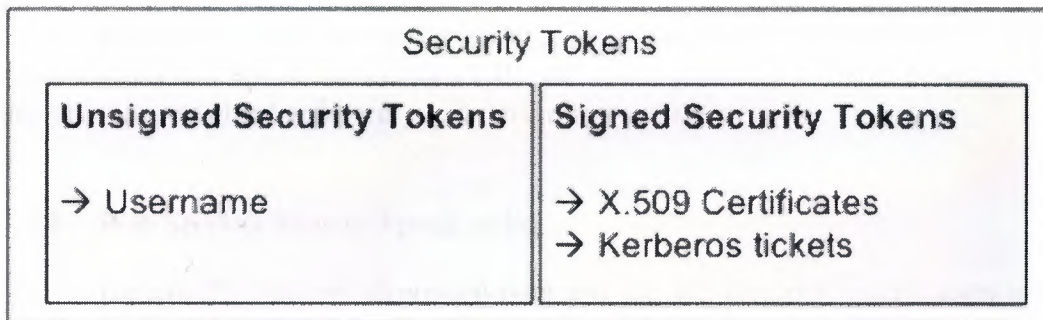 Security Tokens
Unsigned Security Tokens
→ Username
Signed Security Tokens
→ X.509 Certificates
→ Kerberos tickets